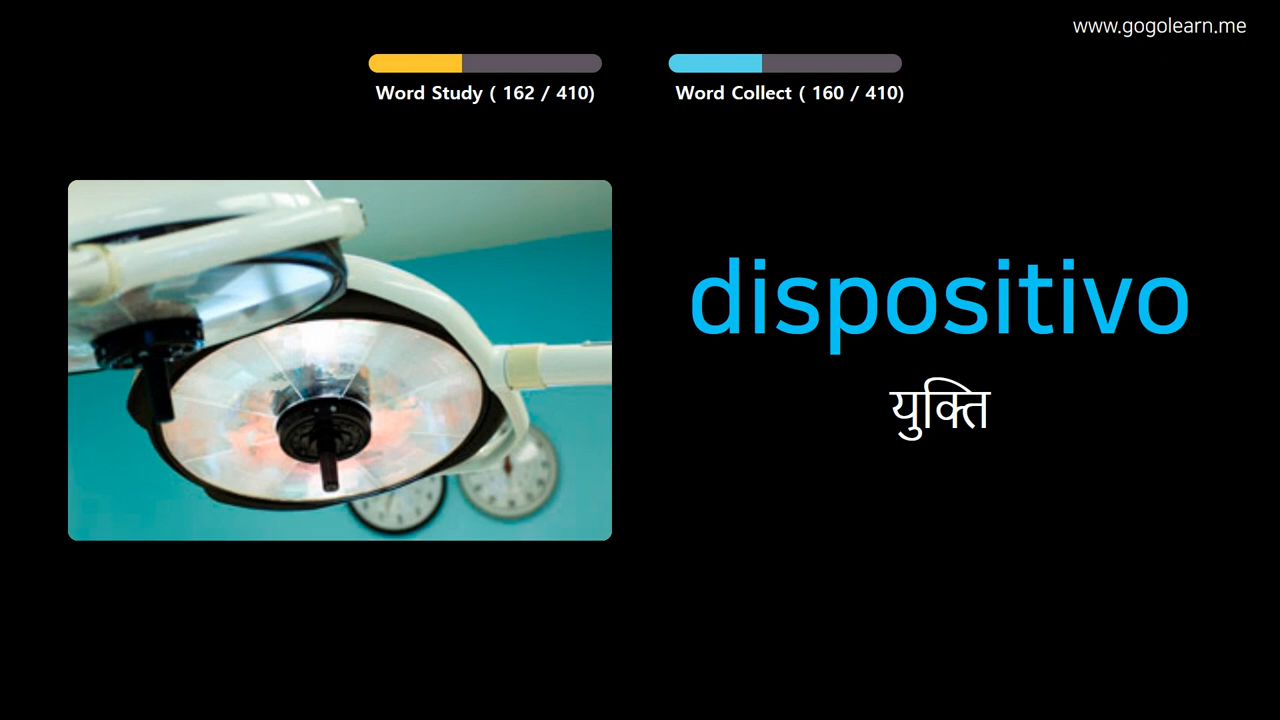 www.gogolearn.me
Word Study ( 162 / 410)
Word Collect ( 160 / 410)
dispositivo
युक्ति